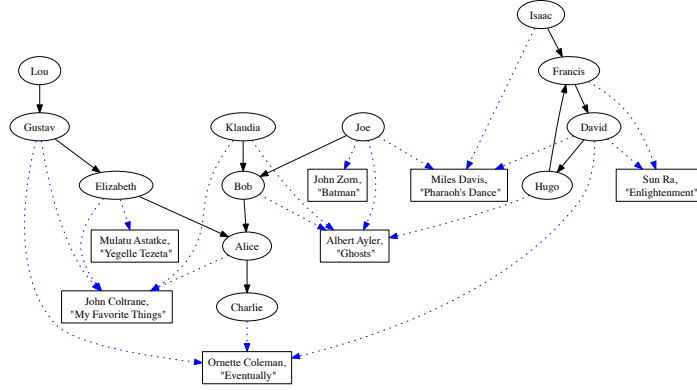 Isaac
Lou
Francis
Gustav
Klaudia
Joe
David
Elizabeth
Bob
John Zorn,
"Batman"
Miles Davis,
"Pharaoh's Dance"
Hugo
Sun Ra,
"Enlightenment"
Mulatu Astatke,
"Yegelle Tezeta"
Alice
Albert Ayler,
"Ghosts"
John Coltrane,
"My Favorite Things"
Charlie
Ornette Coleman,
"Eventually"